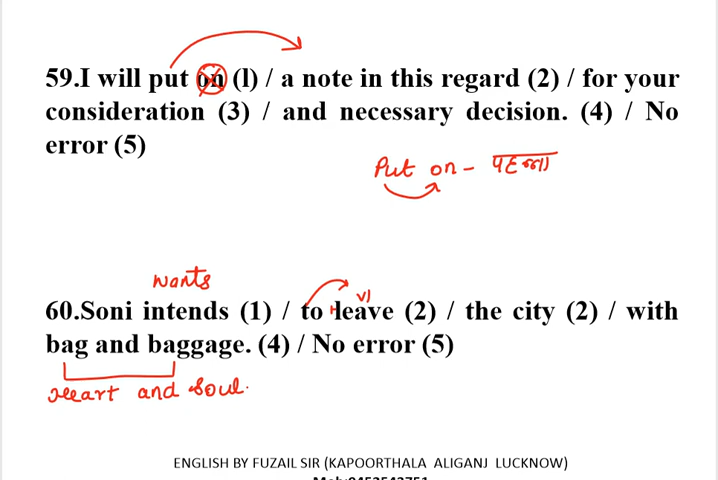 59.I will put on (l) / a note in this regard (2) / for your
consideration (3) / and necessary decision. (4) / No
error (5)
Put on - पहनना
wants
V1
60.Soni intends (1) / to leave (2) / the city (2) / with
bag and baggage. (4) / No error (5)
Heart and Soul.
ENGLISH BY FUZAIL SIR (KAPOORTHALA ALIGANJ LUCKNOW)